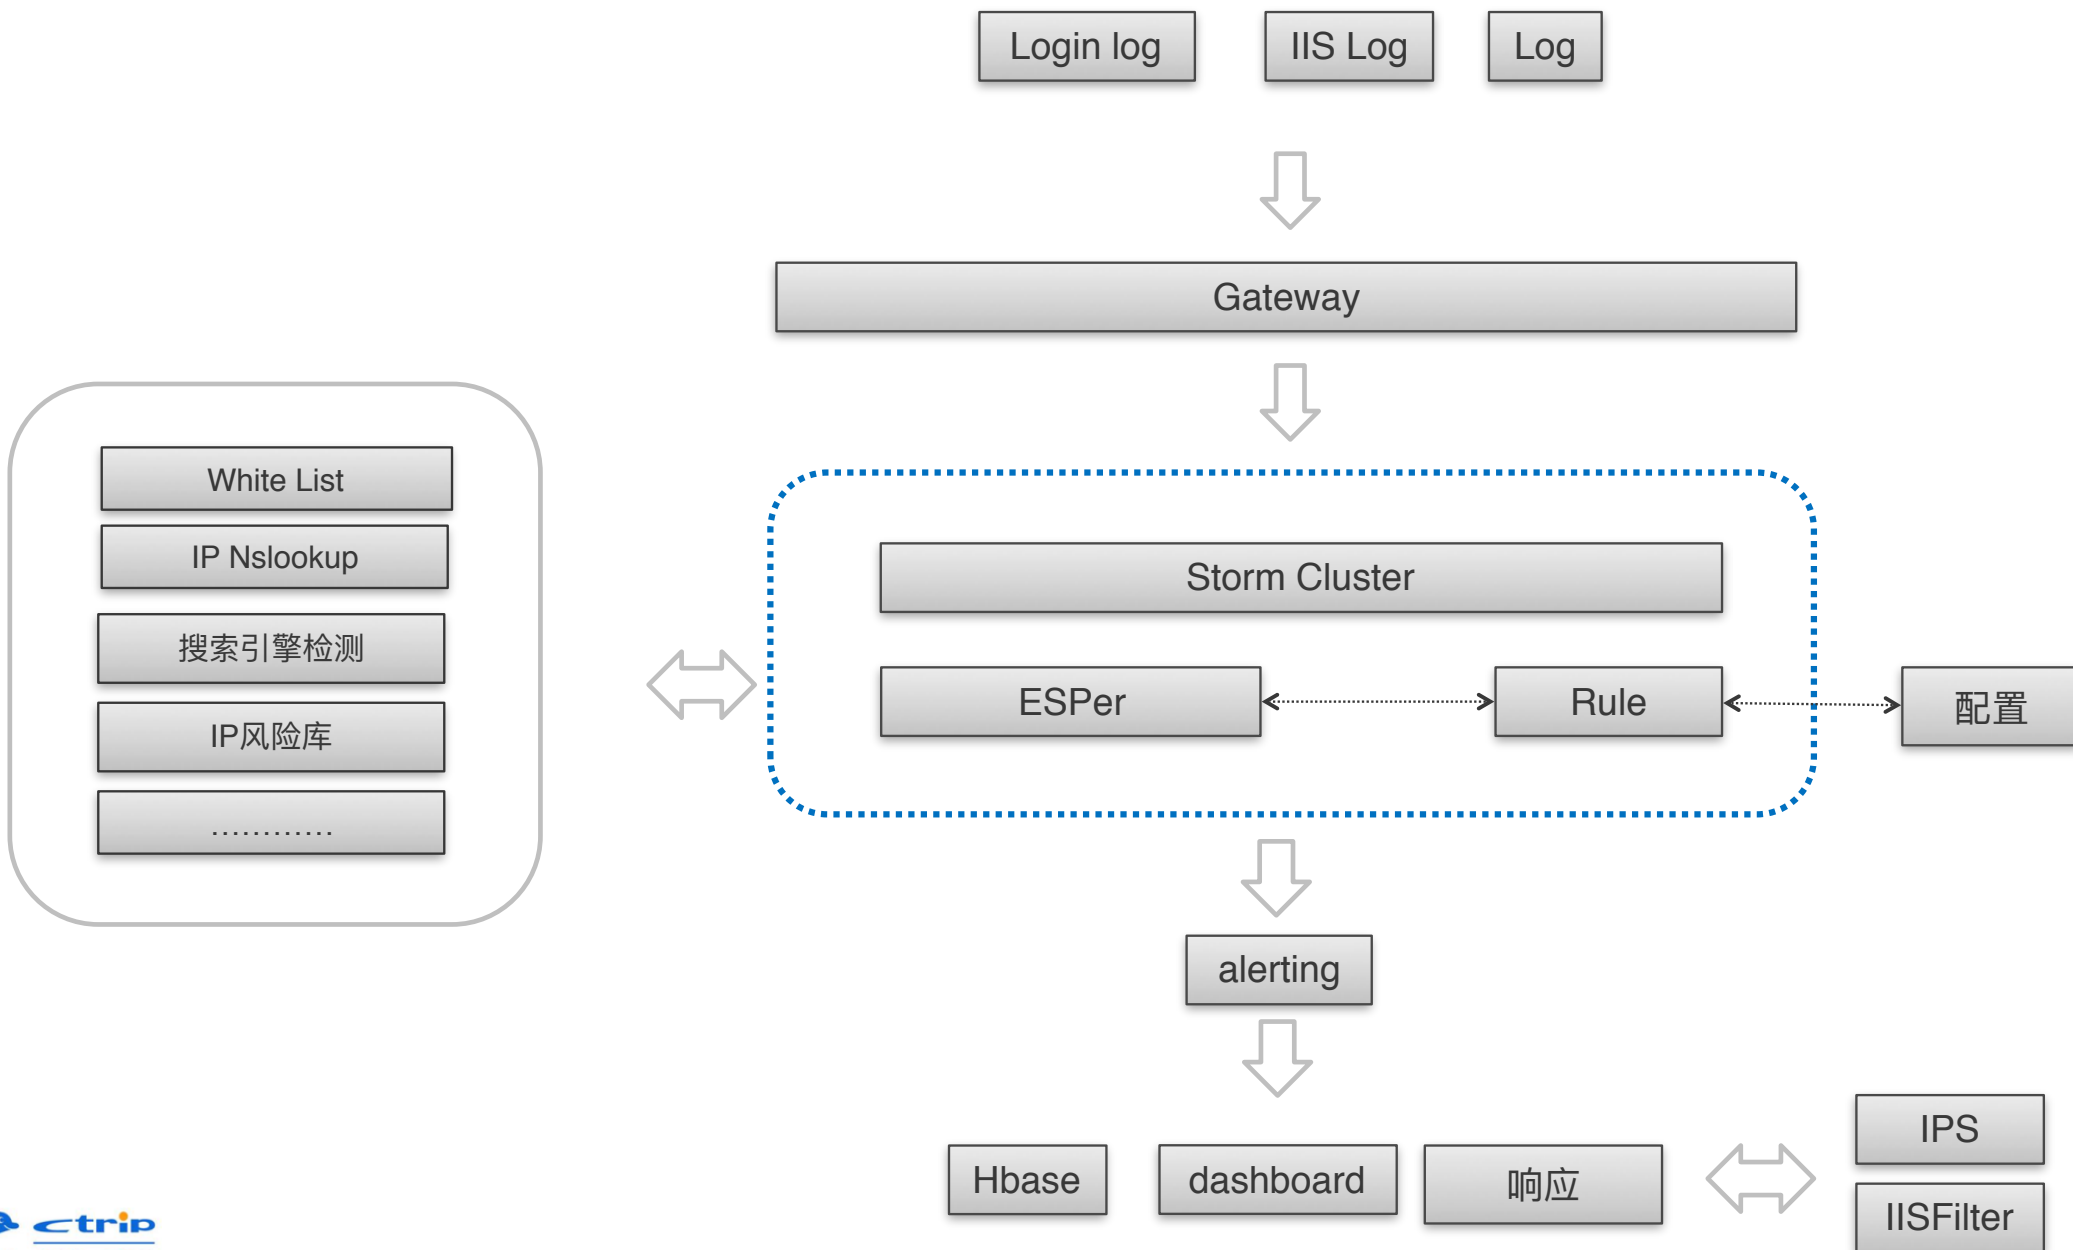 Login log
IIS Log
Log
Gateway
White List
IP Nslookup
搜索引擎检测
IP风险库
............
Storm Cluster
ESPer
Rule
配置
alerting
Hbase
dashboard
响应
IPS
IISFilter
ctrip